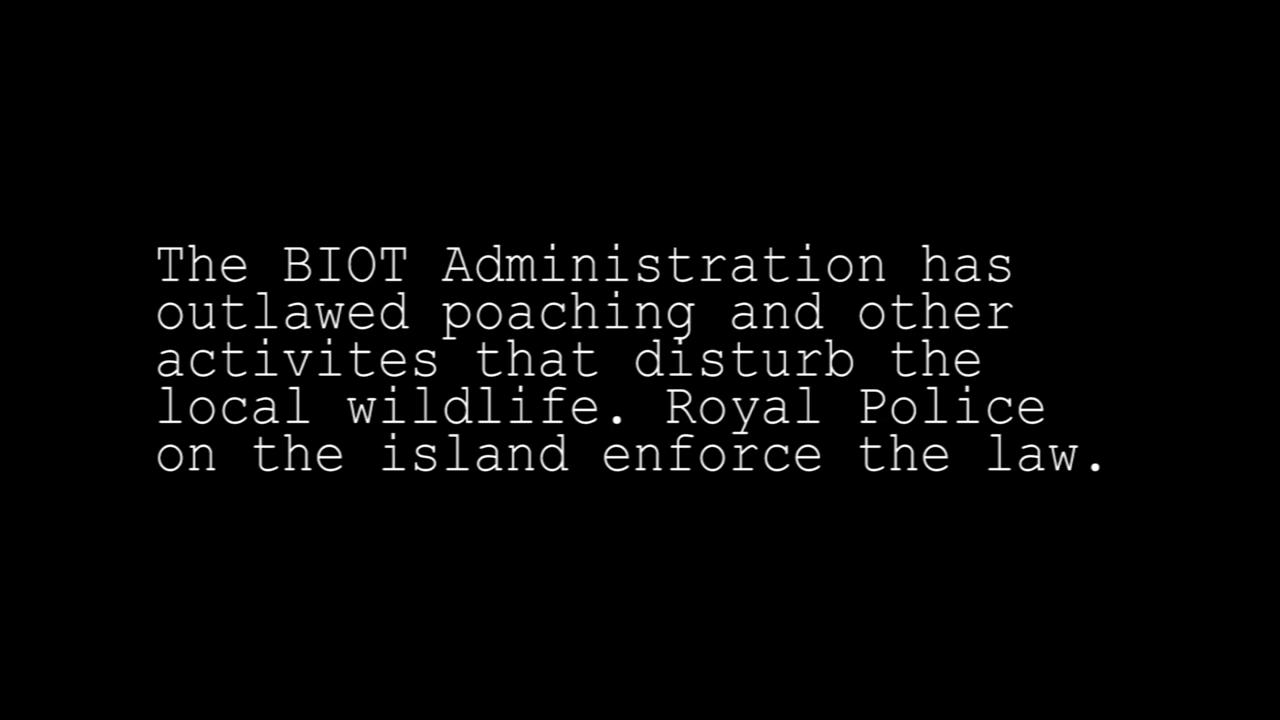 The BIOT Administration has
outlawed poaching and other
activites that disturb the
local wildlife. Royal Police
on the island enforce the law.